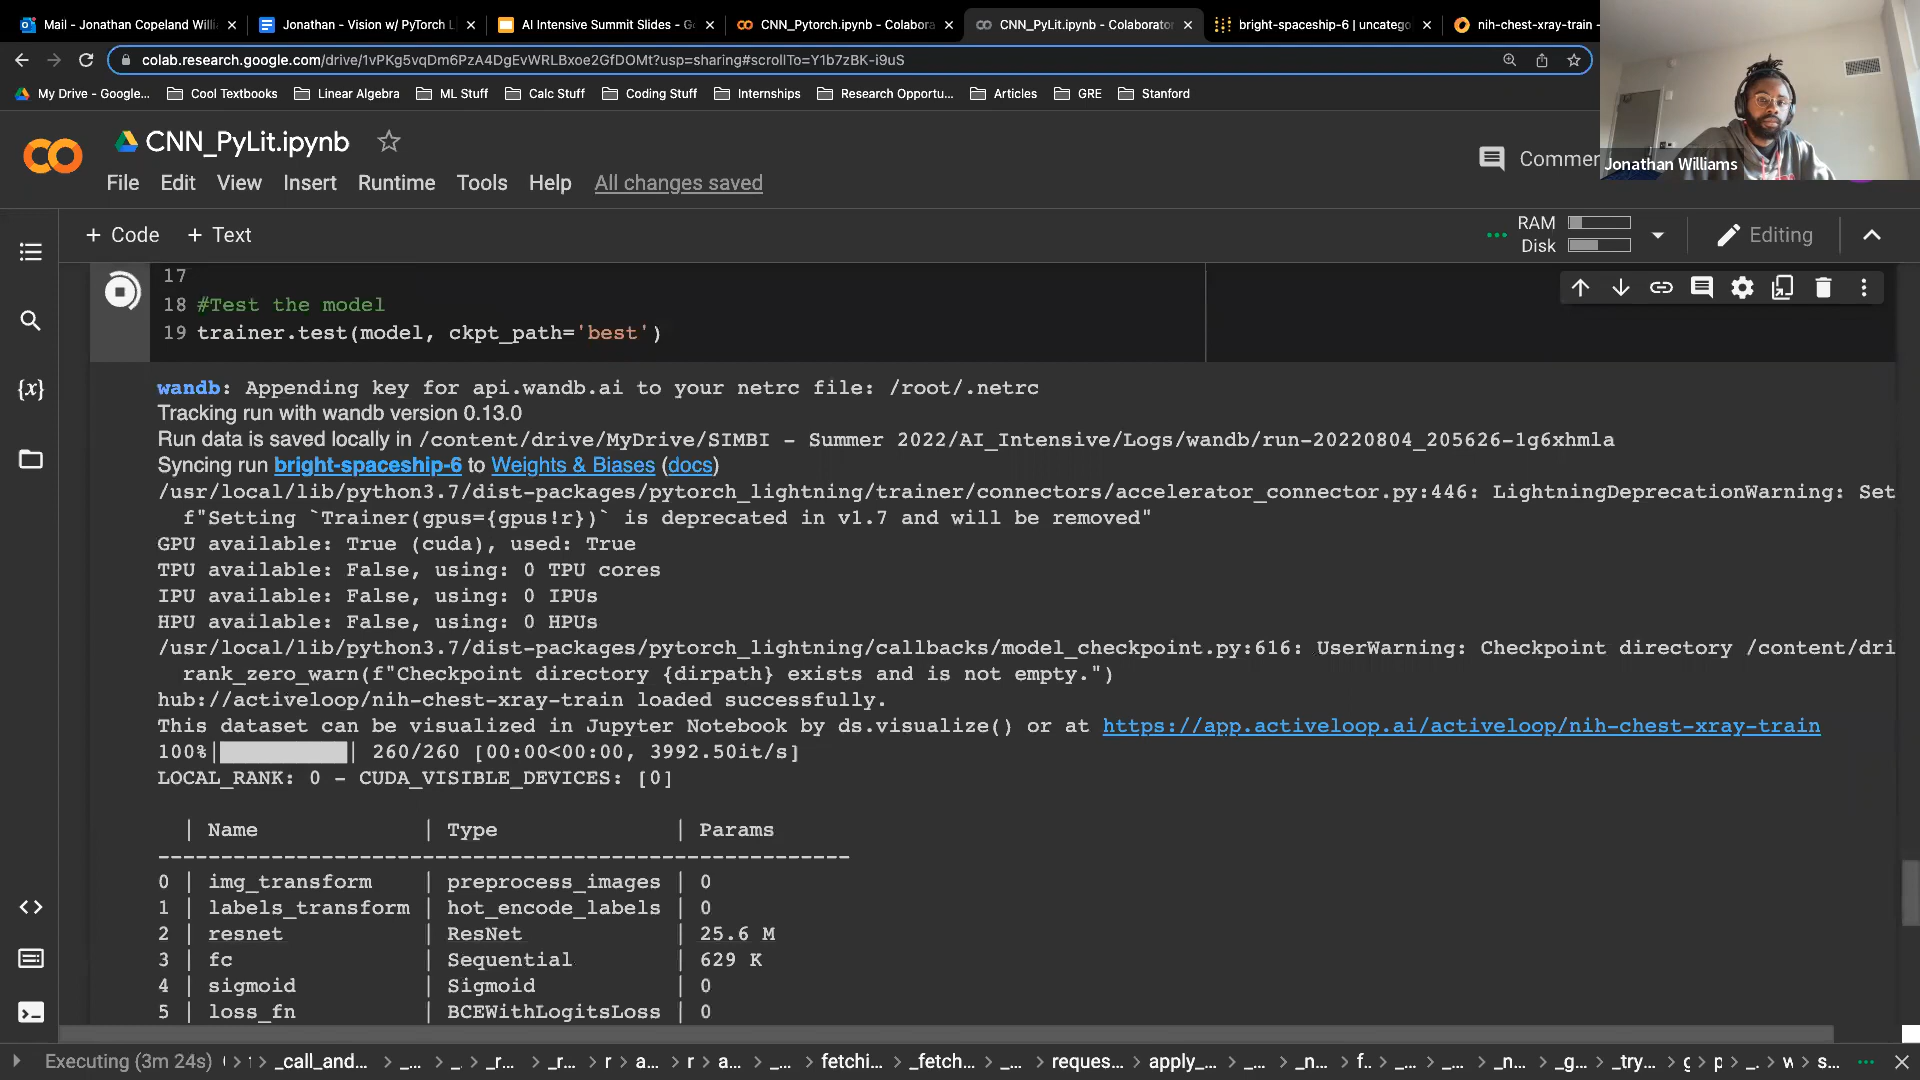 Mail - Jonathan Copeland Willi
Jonathan - Vision w/ PyTorch L
AI Intensive Summit Slides - Go
CNN_Pytorch.ipynb - Colabora
CNN_PyLit.ipynb - Colaborator
bright-spaceship-6 | uncatego
nih-chest-xray-train -
colab.research.google.com/drive/1vPKg5vqDm6PzA4DgEvWRLBxoe2GfDOMt?usp=sharing#scrollTo=Y1b7zBK-i9uS
My Drive - Google... Cool Textbooks Linear Algebra ML Stuff Calc Stuff Coding Stuff Internships Research Opportu... Articles GRE Stanford
CNN_PyLit.ipynb
Commen
Jonathan Williams
File Edit View Insert Runtime Tools Help All changes saved
+ Code + Text
RAM
Disk
Editing
17
18 #Test the model
19 trainer.test(model, ckpt_path='best')
wandb: Appending key for api.wandb.ai to your netrc file: /root/.netrc
Tracking run with wandb version 0.13.0
Run data is saved locally in /content/drive/MyDrive/SIMBI - Summer 2022/AI_Intensive/Logs/wandb/run-20220804_205626-1g6xhmla
Syncing run bright-spaceship-6 to Weights & Biases (docs)
/usr/local/lib/python3.7/dist-packages/pytorch_lightning/trainer/connectors/accelerator_connector.py:446: LightningDeprecationWarning: Set
f"Setting `Trainer(gpus={gpus!r})` is deprecated in v1.7 and will be removed"
GPU available: True (cuda), used: True
TPU available: False, using: 0 TPU cores
IPU available: False, using: 0 IPUs
HPU available: False, using: 0 HPUs
/usr/local/lib/python3.7/dist-packages/pytorch_lightning/callbacks/model_checkpoint.py:616: UserWarning: Checkpoint directory /content/dri
rank_zero_warn(f"Checkpoint directory {dirpath} exists and is not empty.")
hub://activeloop/nih-chest-xray-train loaded successfully.
This dataset can be visualized in Jupyter Notebook by ds.visualize() or at https://app.activeloop.ai/activeloop/nih-chest-xray-train
100%| | 260/260 [00:00<00:00, 3992.50it/s]
LOCAL_RANK: 0 - CUDA_VISIBLE_DEVICES: [0]
| Name | Type | Params
---------------------------------------------------------
0 | img_transform | preprocess_images | 0
1 | labels_transform | hot_encode_labels | 0
2 | resnet | ResNet | 25.6 M
3 | fc | Sequential | 629 K
4 | sigmoid | Sigmoid | 0
5 | loss_fn | BCEWithLogitsLoss | 0
Executing (3m 24s) > _call_and... > _... > _. > _r... > _r... > r > a... > r > a... > _... > fetchi... > _fetch... > _... > reques... > apply_... > _... > _n... > f.. > _... > _... > _n... > _g... > _try... > g > p > _. > w > s...